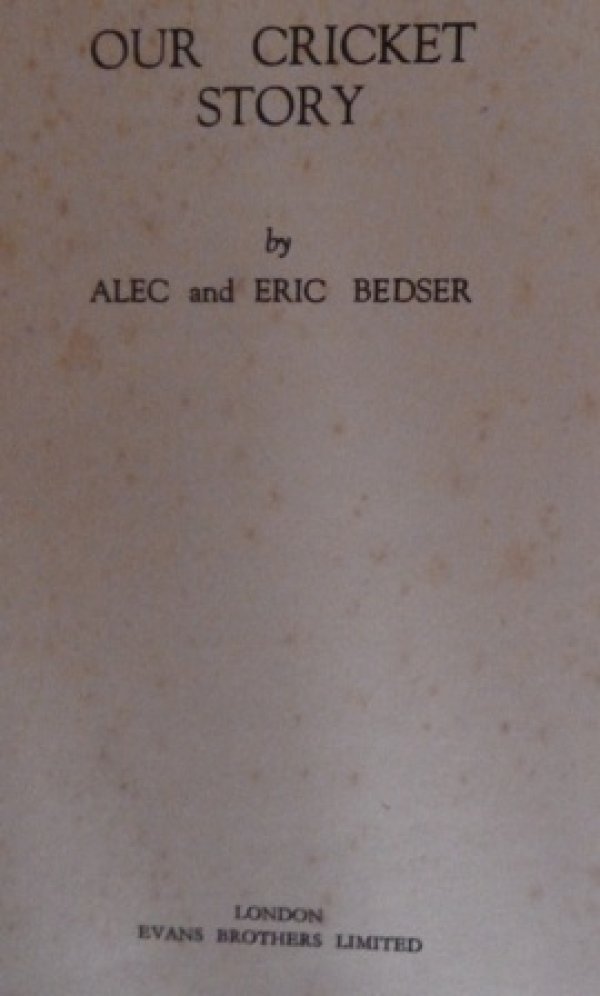 OUR CRICKET
STORY
by
ALEC and ERIC BEDSER
LONDON
EVANS BROTHERS LIMITED